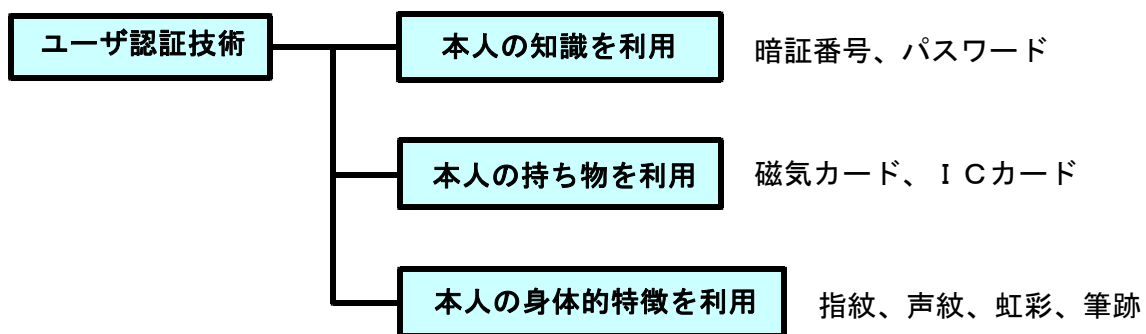 ユーザ認証技術
本人の知識を利用
暗証番号、パスワード
本人の持ち物を利用
磁気カード、ＩＣカード
本人の身体的特徴を利用
指紋、声紋、虹彩、筆跡